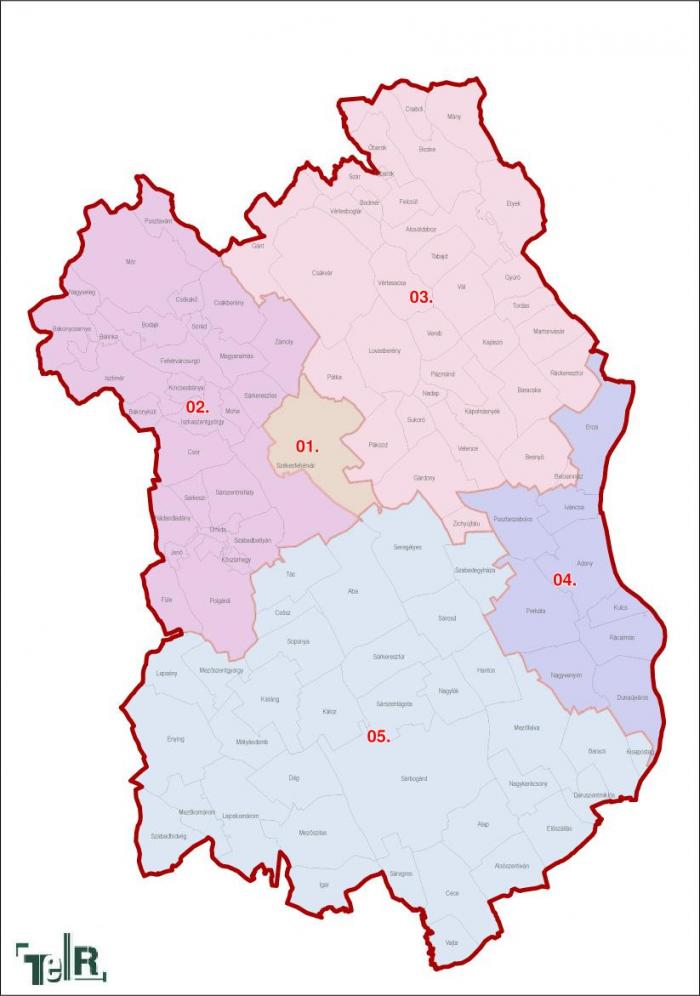 Csabdi
Mány
Óbarok
Bicske
Szár
Bodmér
Felcsút
Etyek
Vértesboglár
Pusztavám
Alcsútdoboz
Gánt
Tabajd
Mór
Csákvár
Gyúró
Vértesacsa
Vál
Nagyveleg
03.
Csókakő
Csákberény
Tordas
Bakonycsernye
Bodajk
Söréd
Martonvásár
Balinka
Vereb
Zámoly
Kajászó
Lovasberény
Magyaralmás
Fehérvárcsurgó
Isztimér
Pátka
Pázmánd
Ráckeresztúr
Kincsesbánya
Baracska
Nadap
Sárkeresztes
02.
Bakonykúti
Moha
Kápolnásnyék
Iszkaszentgyörgy
Sukoró
Ercsi
Pákozd
01.
Velence
Csór
Besnyő
Székesfehérvár
Gárdony
Beloiannisz
Sárkeszi
Sárszentmihály
Iváncsa
Nádasdladány
Pusztaszabolcs
Zichyújfalu
Úrhida
Szabadbattyán
Seregélyes
Jenő
Kőszárhegy
Adony
Szabadegyháza
Tác
04.
Aba
Füle
Polgárdi
Kulcs
Csősz
Perkáta
Sárosd
Rácalmás
Soponya
Sárkeresztúr
Lepsény
Mezőszentgyörgy
Hantos
Nagyvenyim
Nagylók
Káláng
Dunaújváros
Sárszentágota
Káloz
Mezőfalva
05.
Enying
Mátyásdomb
Baracs
Kisapostag
Dég
Sárbogárd
Nagykarácsony
Daruszentmiklós
Mezőkomárom
Lajoskomárom
Alap
Előszállás
Szabadhídvég
Mezőszilas
Alsószentiván
Sáregres
Igar
Cece
Vajta
TeIR